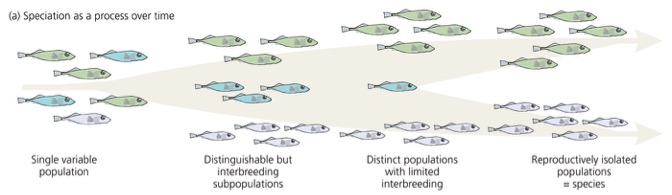 (a) Speciation as a process over time
Single variable
population
Distinguishable but
interbreeding
subpopulations
Distinct populations
with limited
interbreeding
Reproductively isolated
populations
= species